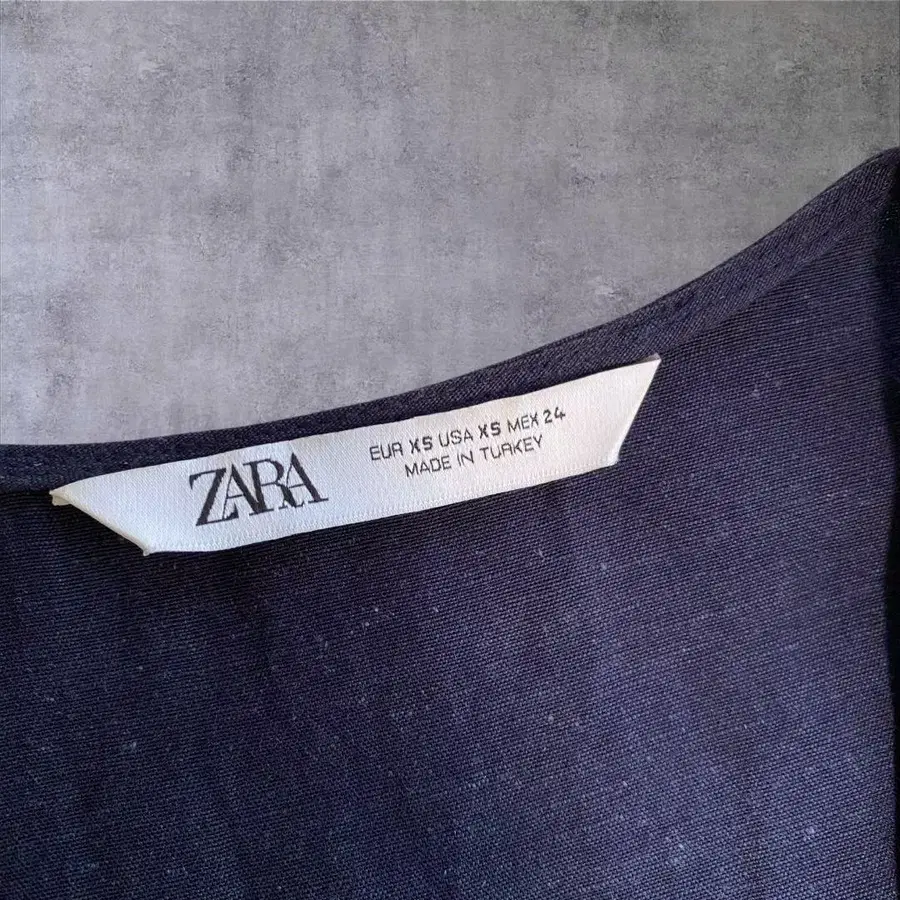 ZARA
EUR XS USA XS MEX 24
MADE IN TURKEY